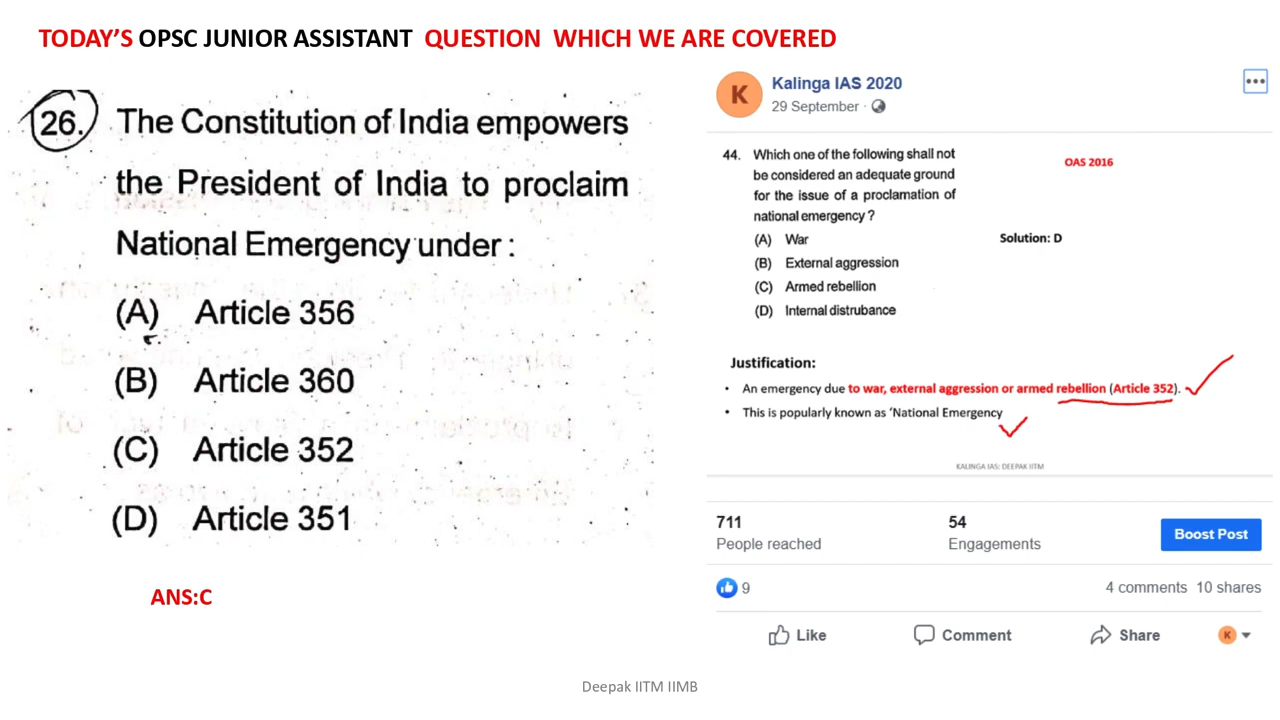 TODAY'S OPSC JUNIOR ASSISTANT QUESTION WHICH WE ARE COVERED
26. The Constitution of India empowers
the President of India to proclaim
National Emergency under :
(A) Article 356
(B) Article 360
(C) Article 352
(D) Article 351
ANS:C
K
Kalinga IAS 2020
29 September ·
44. Which one of the following shall not
be considered an adequate ground
for the issue of a proclamation of
national emergency ?
(A) War
(B) External aggression
(C) Armed rebellion
(D) Internal distrubance
OAS 2016
Solution: D
Justification:
• An emergency due to war, external aggression or armed rebellion (Article 352).
• This is popularly known as 'National Emergency
KALINGA IAS: DEEPAK IITM
711
People reached
54
Engagements
Boost Post
9
4 comments 10 shares
Like
Comment
Share
K
Deepak IITM IIMB